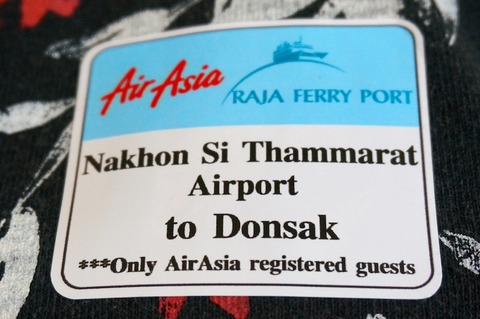 AirAsia
RAJA FERRY PORT
Nakhon Si Thammarat
Airport
to Donsak
***Only AirAsia registered guests